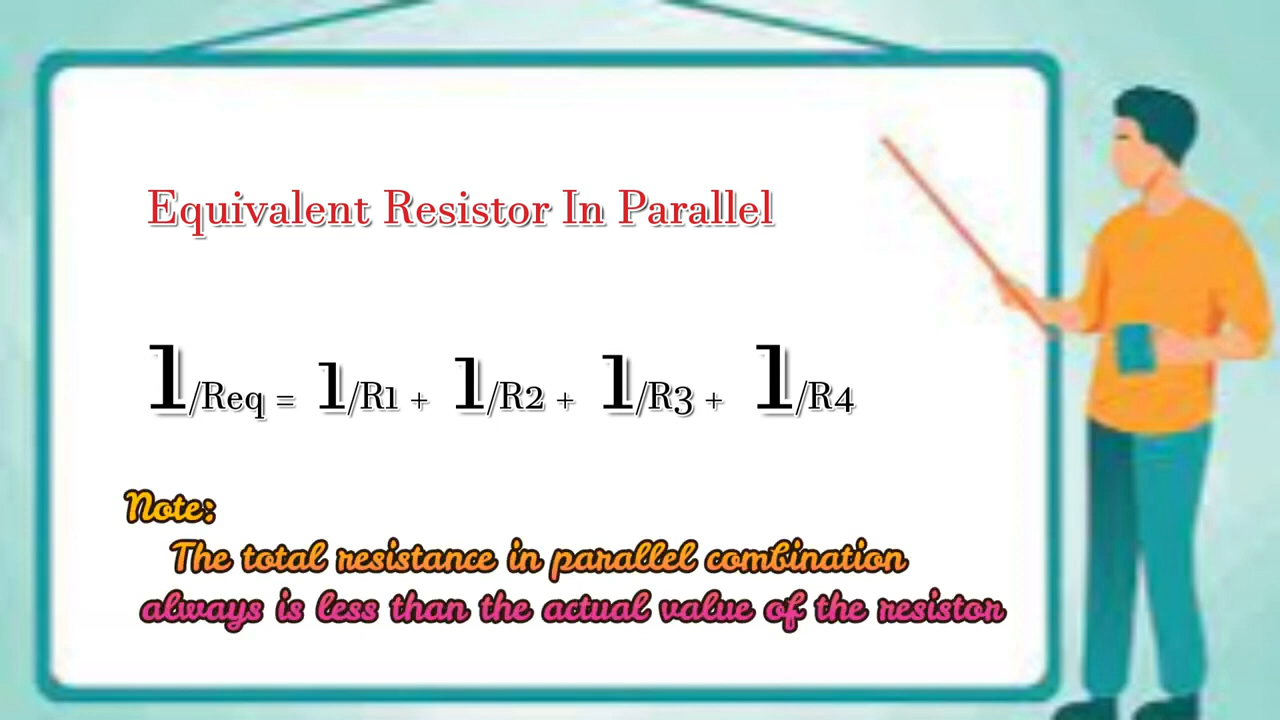 Equivalent Resistor In Parallel
1/Req = 1/R1 + 1/R2 + 1/R3 + 1/R4
Note:
The total resistance in parallel combination
always is less than the actual value of the resistor